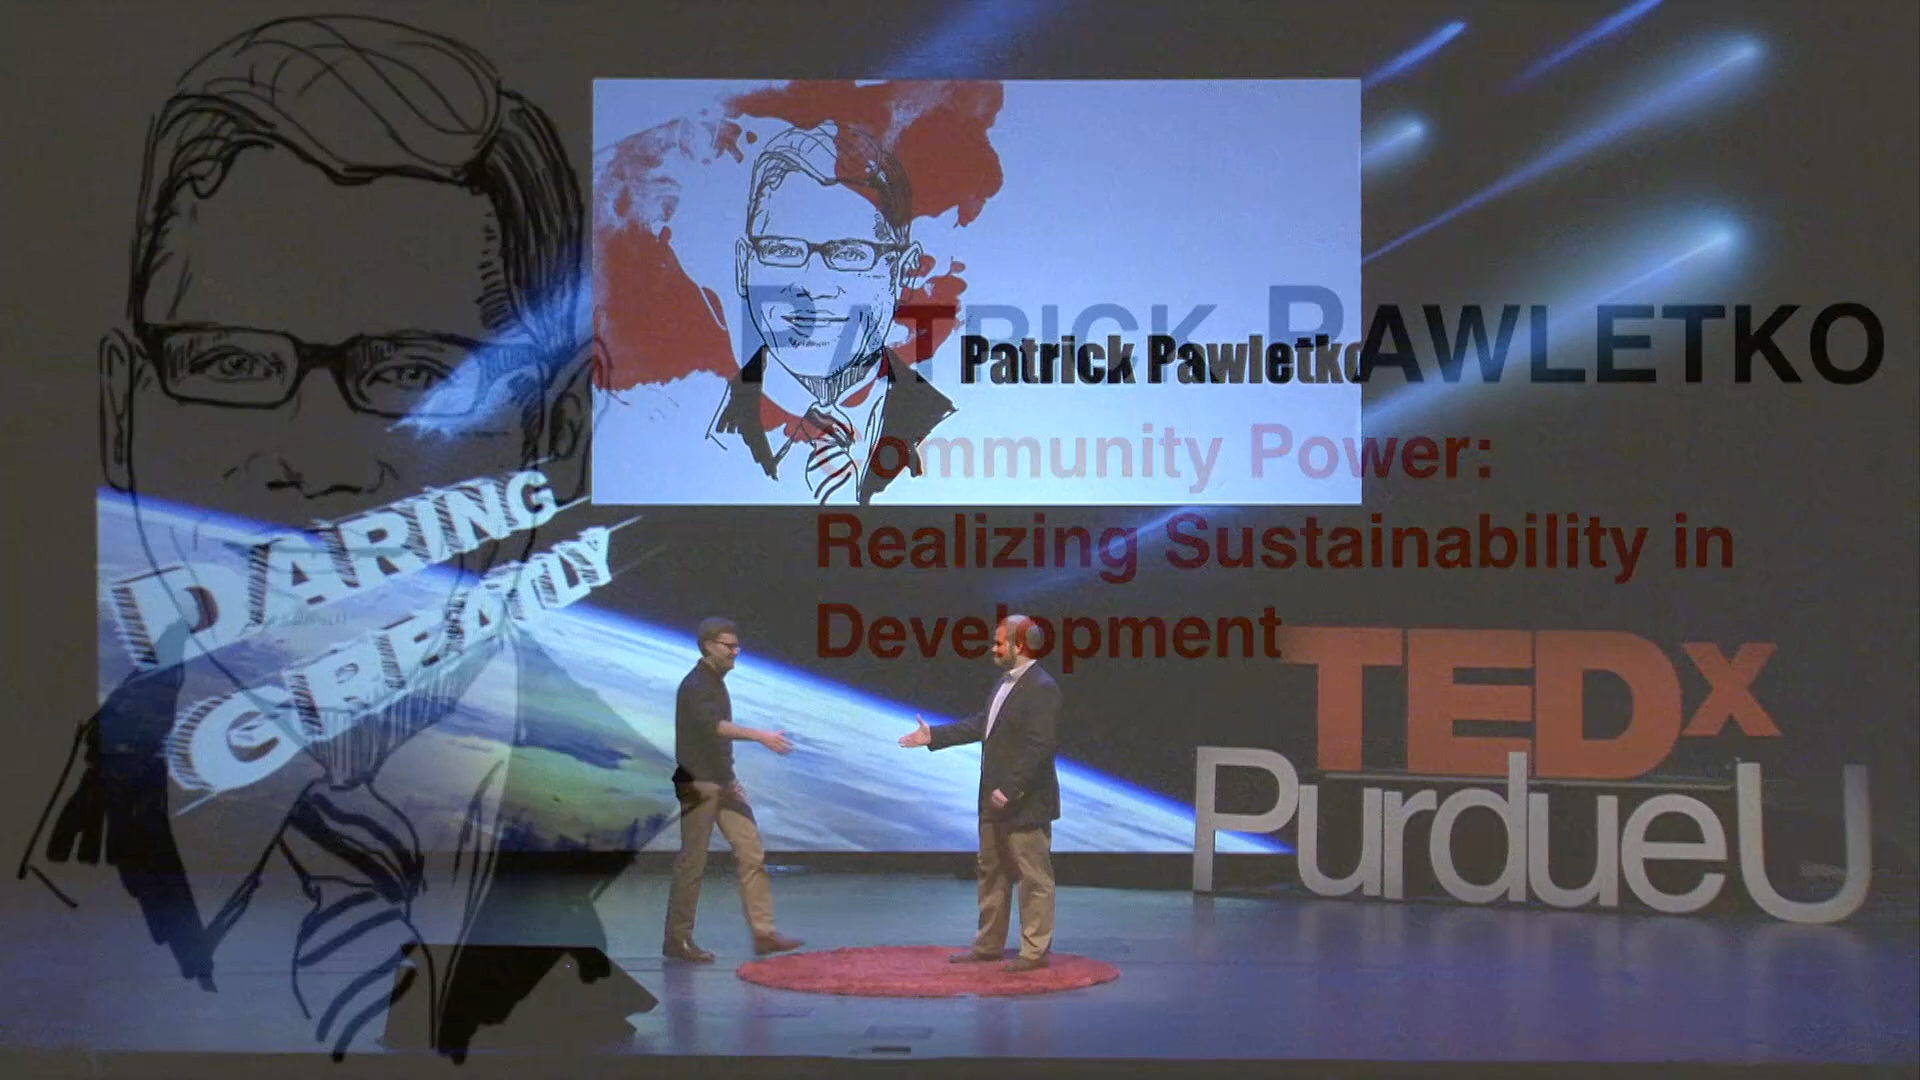 Patrick Pawletko
PATRICK PAWLETKO
Community Power:
Realizing Sustainability in
Development
DARING
GREATLY
TEDx
PurdueU